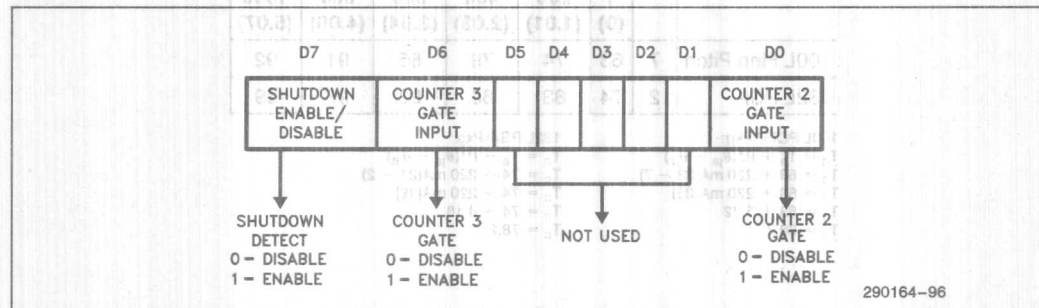 D7 D6 D5 D4 D3 D2 D1 D0
SHUTDOWN
ENABLE/
DISABLE
COUNTER 3
GATE
INPUT
COUNTER 2
GATE
INPUT
SHUTDOWN
DETECT
0 – DISABLE
1 – ENABLE
COUNTER 3
GATE
0 – DISABLE
1 – ENABLE
NOT USED
COUNTER 2
GATE
0 – DISABLE
1 – ENABLE
290164–96